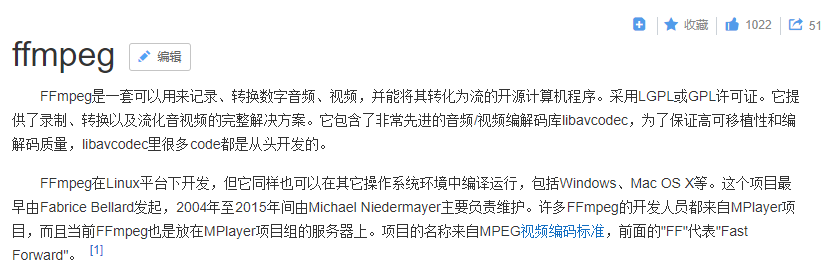 收藏 1022 51
ffmpeg 编辑
FFmpeg是一套可以用来记录、转换数字音频、视频，并能将其转化为流的开源计算机程序。采用LGPL或GPL许可证。它提
供了录制、转换以及流化音视频的完整解决方案。它包含了非常先进的音频/视频编解码库libavcodec，为了保证高可移植性和编
解码质量，libavcodec里很多code都是从头开发的。
FFmpeg在Linux平台下开发，但它同样也可以在其它操作系统环境中编译运行，包括Windows、Mac OS X等。这个项目最
早由Fabrice Bellard发起，2004年至2015年间由Michael Niedermayer主要负责维护。许多FFmpeg的开发人员都来自MPlayer项
目，而且当前FFmpeg也是放在MPlayer项目组的服务器上。项目的名称来自MPEG视频编码标准，前面的"FF"代表"Fast
Forward"。 [1]